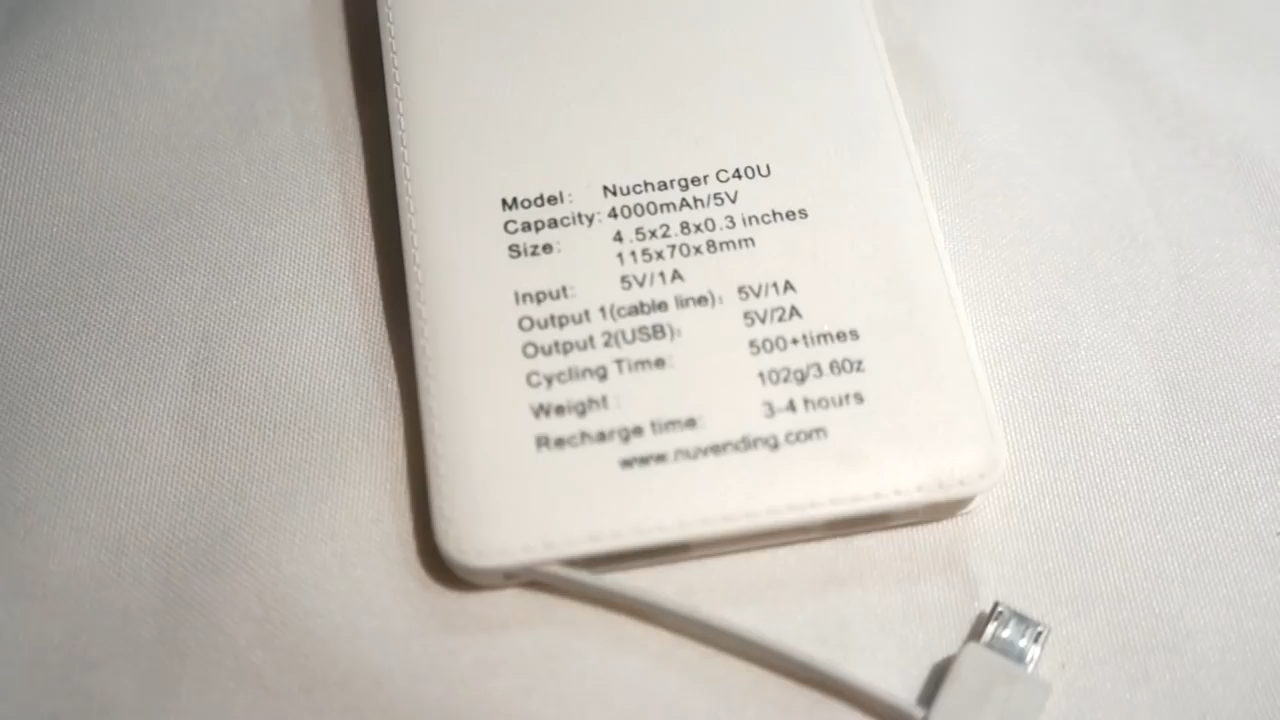 Model: Nucharger C40U
Capacity: 4000mAh/5V
Size: 4.5x2.8x0.3 inches
115x70x8mm
Input: 5V/1A
Output 1(cable line): 5V/1A
Output 2(USB): 5V/2A
Cycling Time: 500+times
Weight : 102g/3.60z
Recharge time: 3-4 hours
www.nuvending.com